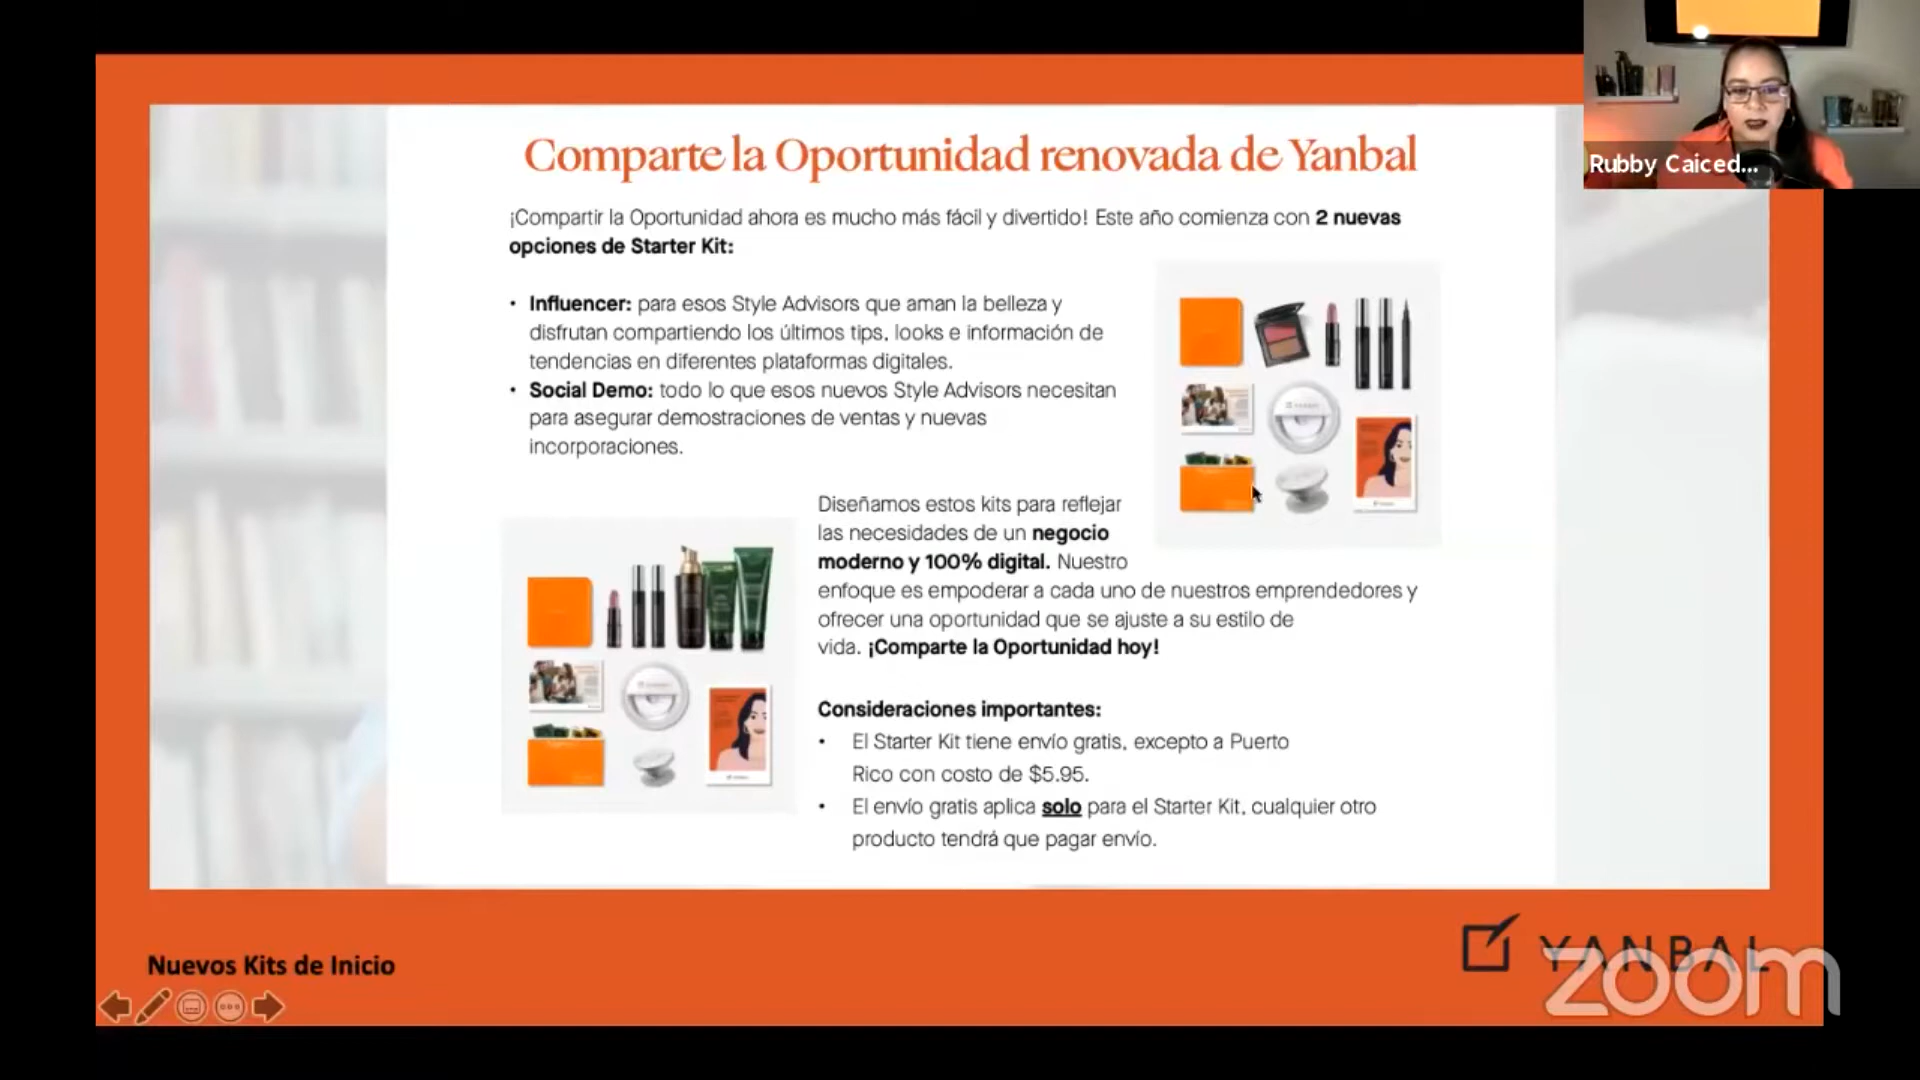 Comparte la Oportunidad renovada de Yanbal
Rubby Caiced...
¡Compartir la Oportunidad ahora es mucho más fácil y divertido! Este año comienza con 2 nuevas
opciones de Starter Kit:
• Influencer: para esos Style Advisors que aman la belleza y
disfrutan compartiendo los últimos tips, looks e información de
tendencias en diferentes plataformas digitales.
• Social Demo: todo lo que esos nuevos Style Advisors necesitan
para asegurar demostraciones de ventas y nuevas
incorporaciones.
Diseñamos estos kits para reflejar
las necesidades de un negocio
moderno y 100% digital. Nuestro
enfoque es empoderar a cada uno de nuestros emprendedores y
ofrecer una oportunidad que se ajuste a su estilo de
vida. ¡Comparte la Oportunidad hoy!
Consideraciones importantes:
• El Starter Kit tiene envío gratis, excepto a Puerto
Rico con costo de $5.95.
• El envío gratis aplica solo para el Starter Kit, cualquier otro
producto tendrá que pagar envío.
Nuevos Kits de Inicio
YANBAL
zoom